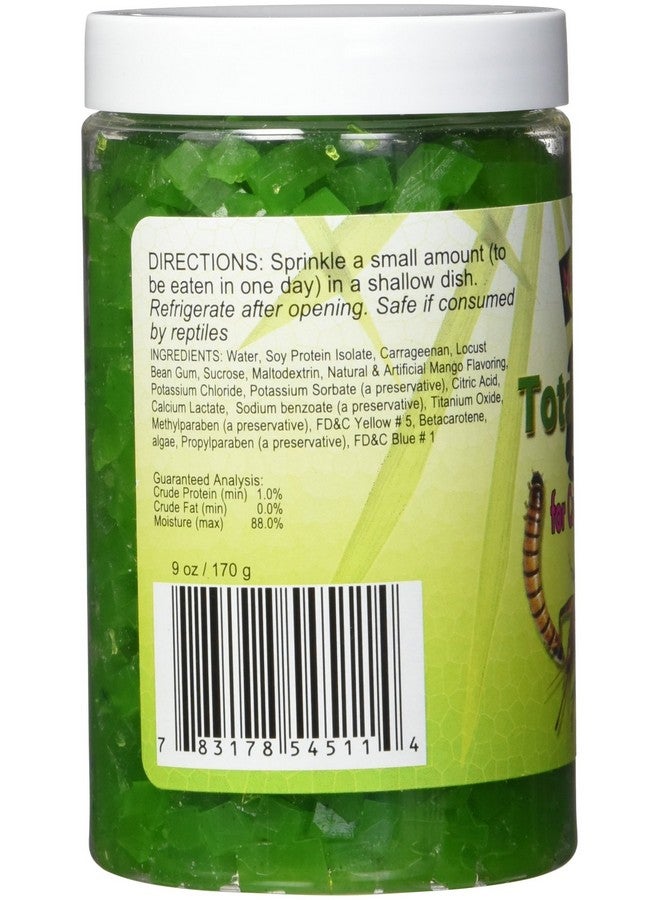 DIRECTIONS: Sprinkle a small amount (to
be eaten in one day) in a shallow dish.
Refrigerate after opening. Safe if consumed
by reptiles
INGREDIENTS: Water, Soy Protein Isolate, Carrageenan, Locust
Bean Gum, Sucrose, Maltodextrin, Natural & Artificial Mango Flavoring,
Potassium Chloride, Potassium Sorbate (a preservative), Citric Acid,
Calcium Lactate, Sodium benzoate (a preservative), Titanium Oxide,
Methylparaben (a preservative), FD&C Yellow # 5, Betacarotene,
algae, Propylparaben (a preservative), FD&C Blue # 1
Guaranteed Analysis:
Crude Protein (min) 1.0%
Crude Fat (min) 0.0%
Moisture (max) 88.0%
9 oz / 170 g
7 83178 54511 4
for